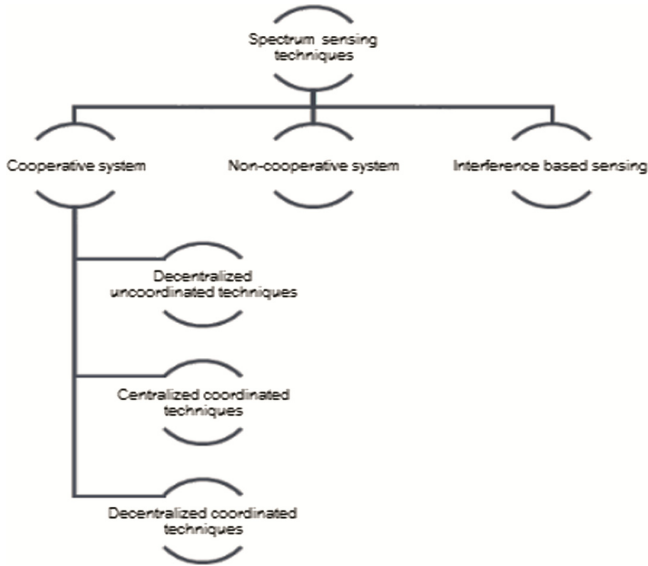 Spectrum sensing
techniques
Cooperative system
Non-cooperative system
Interference based sensing
Decentralized
uncoordinated techniques
Centralized coordinated
techniques
Decentralized coordinated
techniques